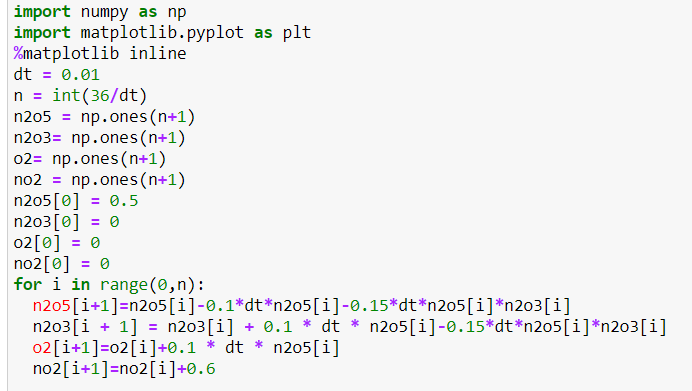 import numpy as np
import matplotlib.pyplot as plt
%matplotlib inline
dt = 0.01
n = int(36/dt)
n2o5 = np.ones(n+1)
n2o3= np.ones(n+1)
o2= np.ones(n+1)
no2 = np.ones(n+1)
n2o5[0] = 0.5
n2o3[0] = 0
o2[0] = 0
no2[0] = 0
for i in range(0,n):
  n2o5[i+1]=n2o5[i]-0.1*dt*n2o5[i]-0.15*dt*n2o5[i]*n2o3[i]
  n2o3[i + 1] = n2o3[i] + 0.1 * dt * n2o5[i]-0.15*dt*n2o5[i]*n2o3[i]
  o2[i+1]=o2[i]+0.1 * dt * n2o5[i]
  no2[i+1]=no2[i]+0.6